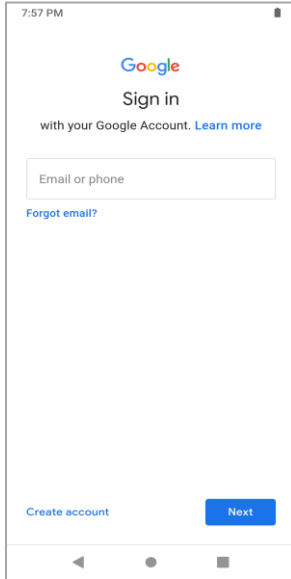 7:57 PM
Google
Sign in
with your Google Account. Learn more
Email or phone
Forgot email?
Create account
Next